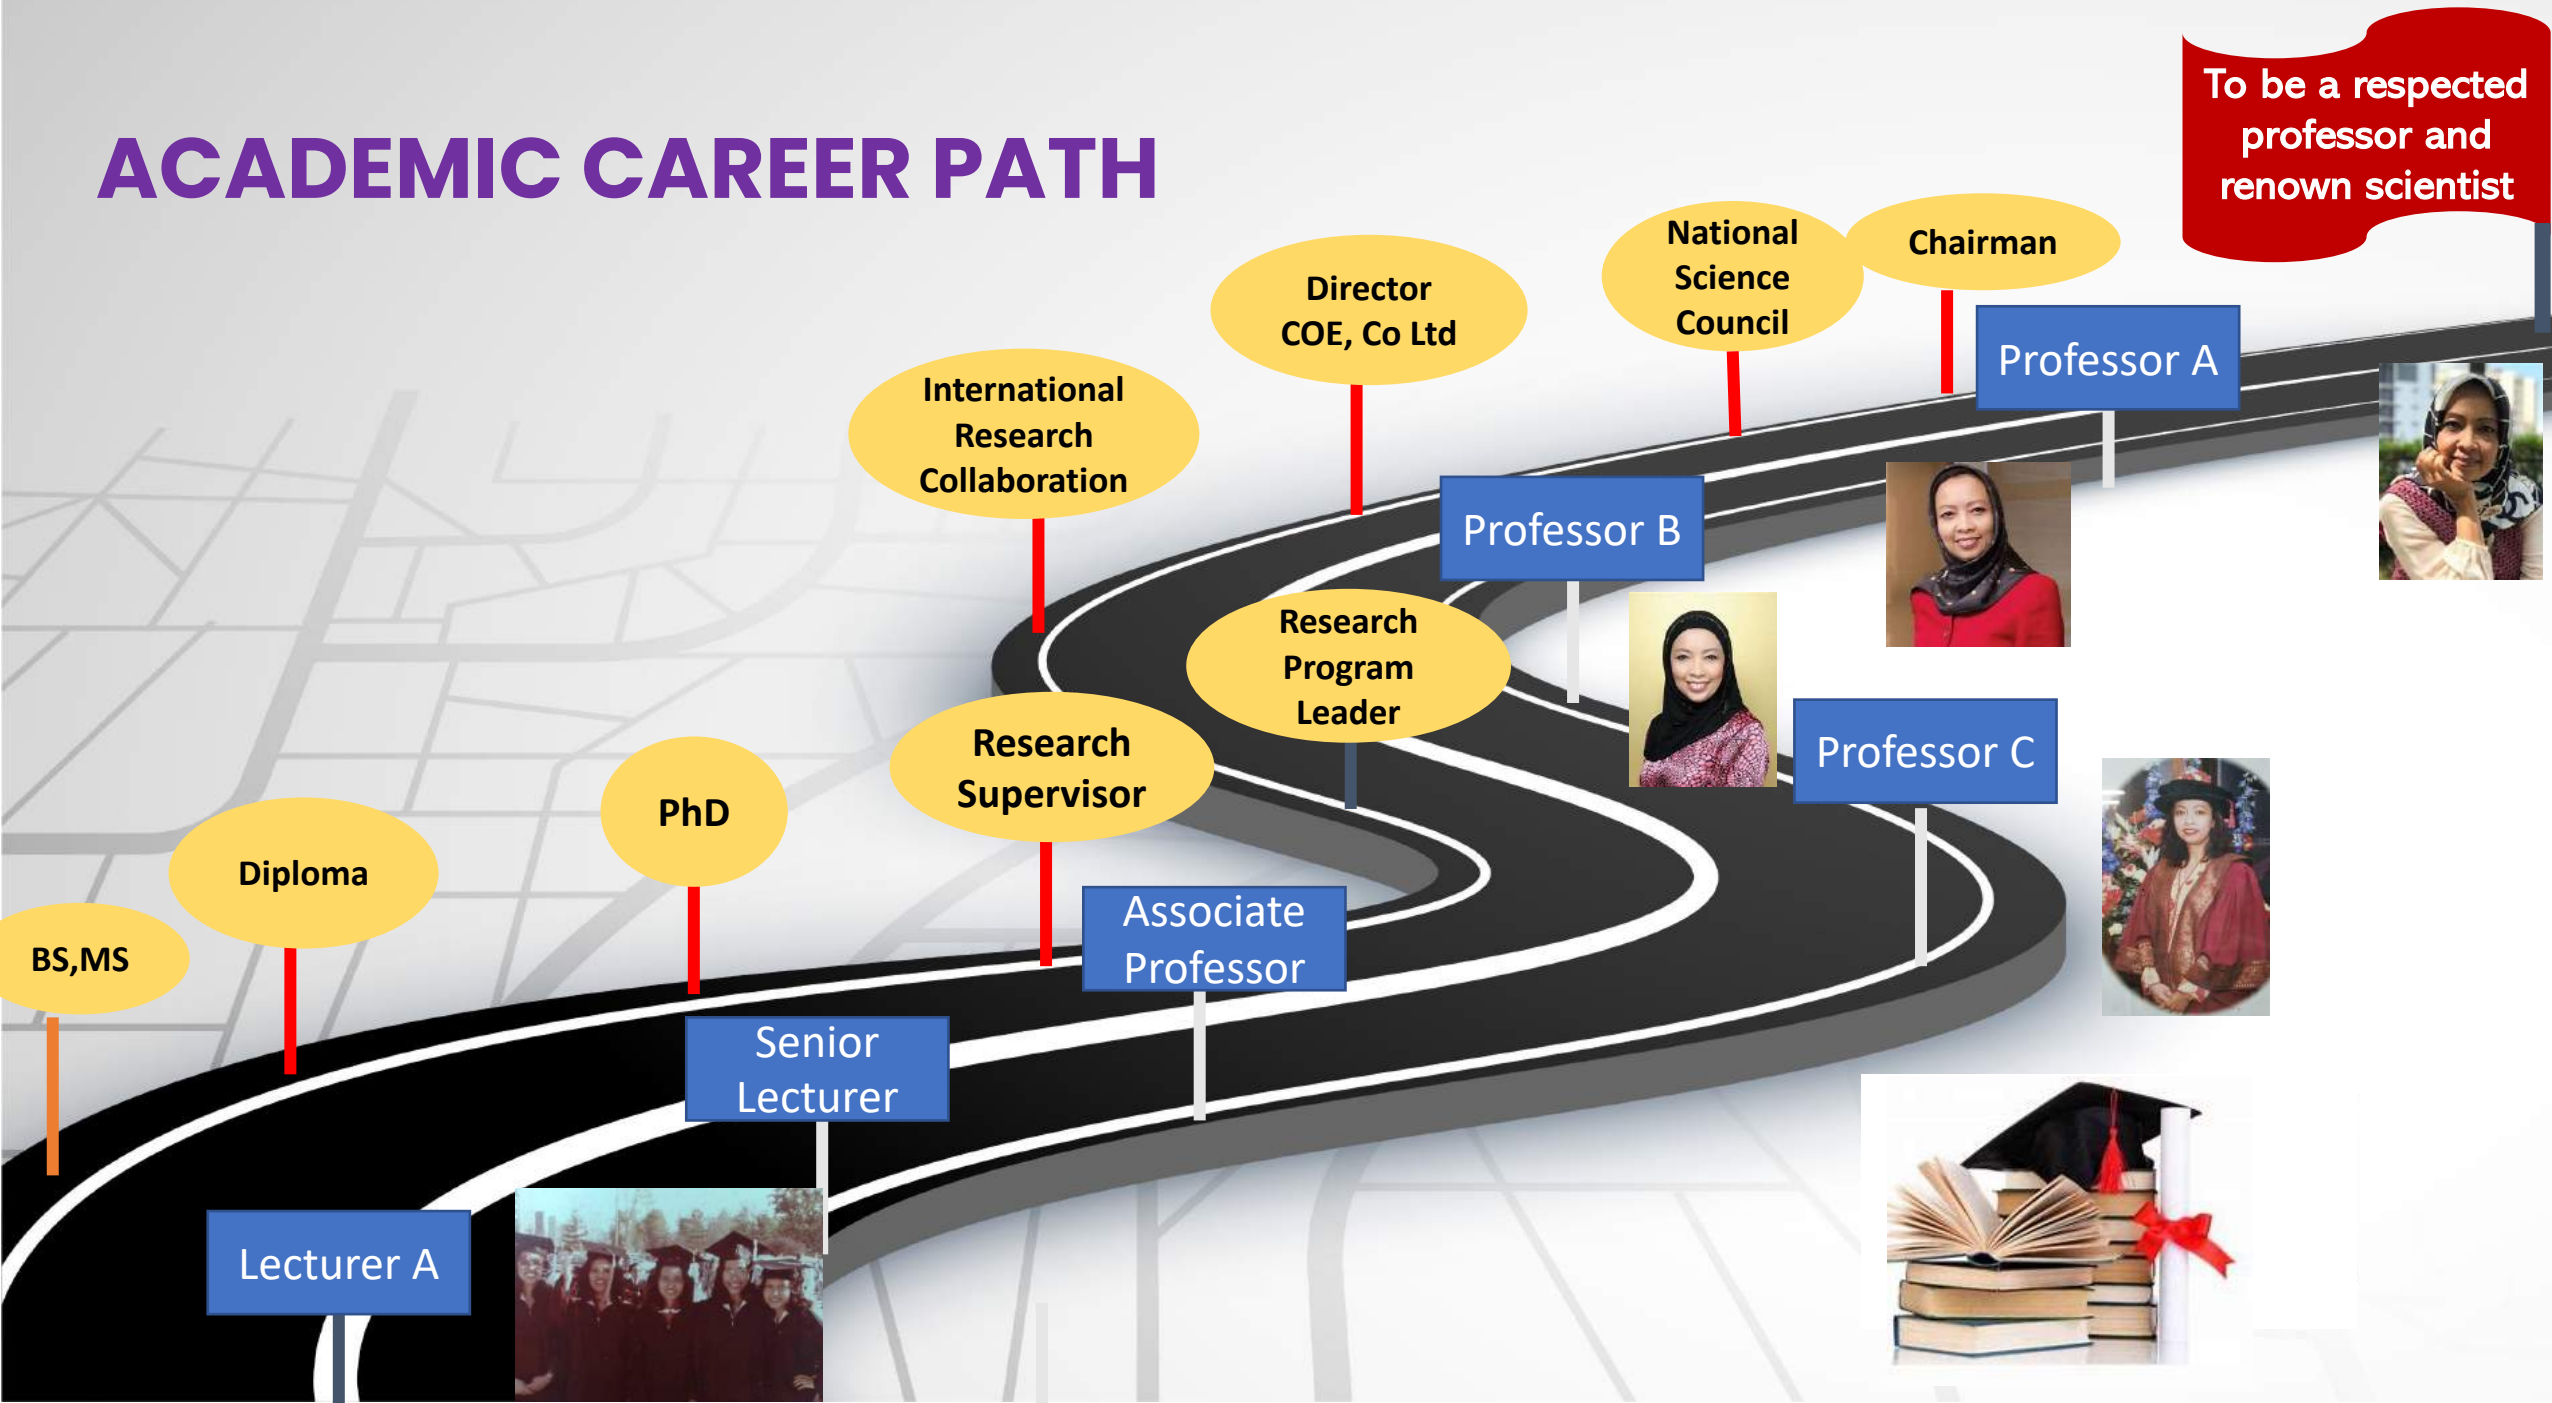 To be a respected
professor and
renown scientist
ACADEMIC CAREER PATH
National
Science
Council
Chairman
Director
COE, Co Ltd
Professor A
International
Research
Collaboration
Professor B
Research
Program
Leader
Professor C
Research
Supervisor
PhD
Diploma
Associate
Professor
BS,MS
Senior
Lecturer
Lecturer A